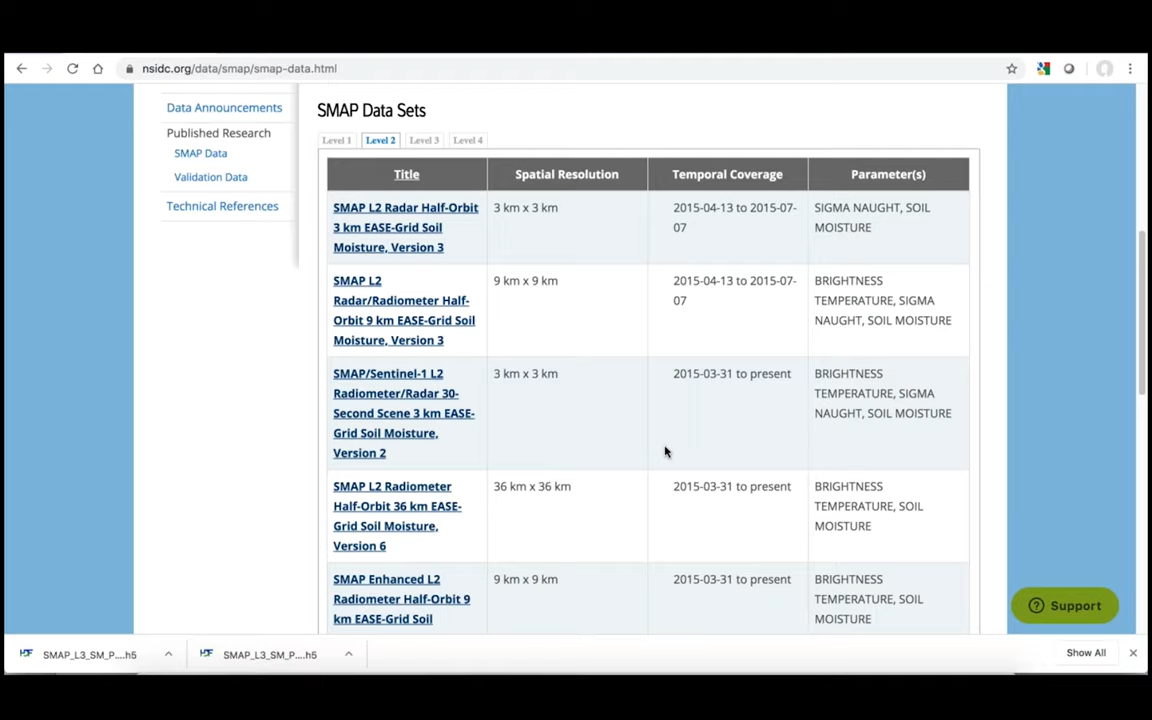 nsidc.org/data/smap/smap-data.html
Data Announcements
Published Research
SMAP Data
Validation Data
Technical References
SMAP Data Sets
Level 1 Level 2 Level 3 Level 4
Title Spatial Resolution Temporal Coverage Parameter(s)
SMAP L2 Radar Half-Orbit
3 km EASE-Grid Soil
Moisture, Version 3
3 km x 3 km
2015-04-13 to 2015-07-
07
SIGMA NAUGHT, SOIL
MOISTURE
SMAP L2
Radar/Radiometer Half-
Orbit 9 km EASE-Grid Soil
Moisture, Version 3
9 km x 9 km
2015-04-13 to 2015-07-
07
BRIGHTNESS
TEMPERATURE, SIGMA
NAUGHT, SOIL MOISTURE
SMAP/Sentinel-1 L2
Radiometer/Radar 30-
Second Scene 3 km EASE-
Grid Soil Moisture,
Version 2
3 km x 3 km
2015-03-31 to present
BRIGHTNESS
TEMPERATURE, SIGMA
NAUGHT, SOIL MOISTURE
SMAP L2 Radiometer
Half-Orbit 36 km EASE-
Grid Soil Moisture,
Version 6
36 km x 36 km
2015-03-31 to present
BRIGHTNESS
TEMPERATURE, SOIL
MOISTURE
SMAP Enhanced L2
Radiometer Half-Orbit 9
km EASE-Grid Soil
9 km x 9 km
2015-03-31 to present
BRIGHTNESS
TEMPERATURE, SOIL
MOISTURE
Support
SMAP_L3_SM_P....h5
SMAP_L3_SM_P....h5
Show All